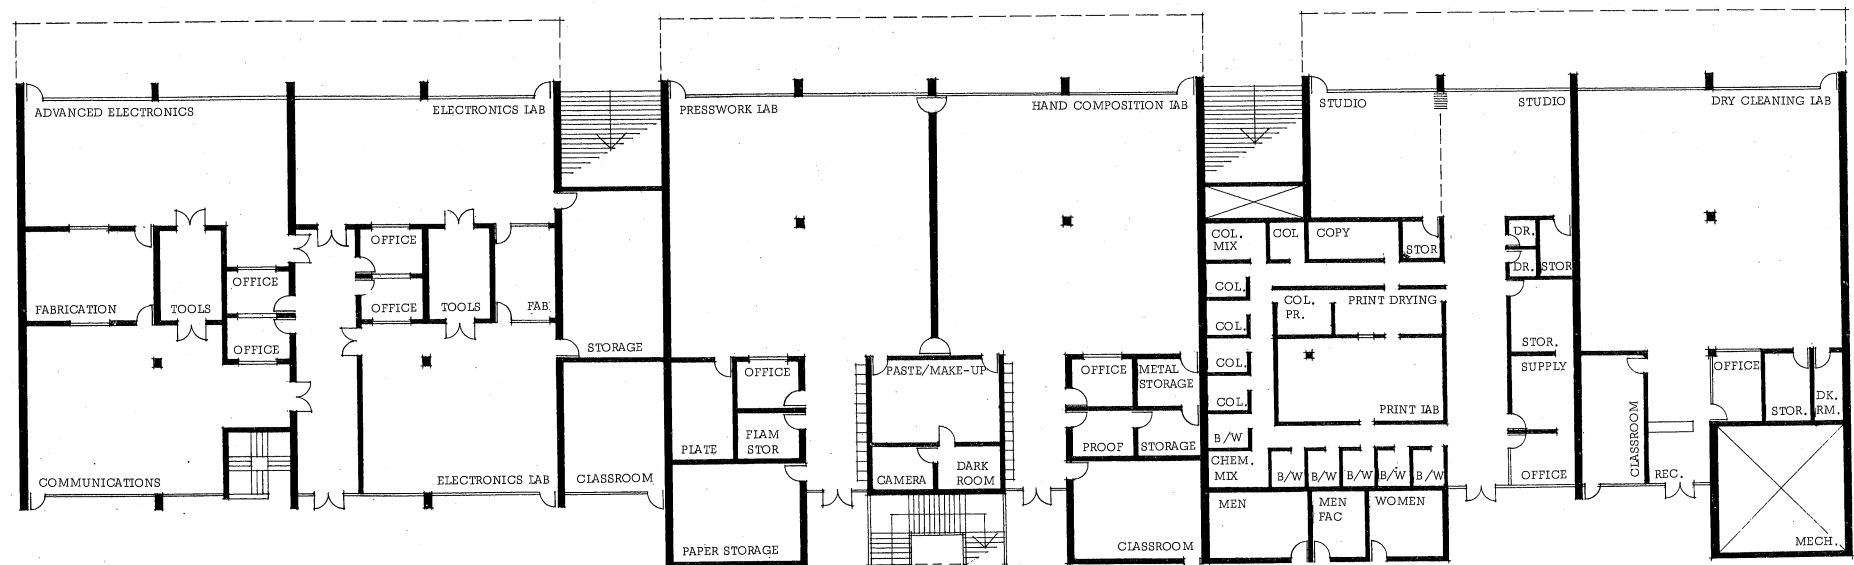 ADVANCED ELECTRONICS
ELECTRONICS LAB
PRESSWORK LAB
HAND COMPOSITION LAB
STUDIO
STUDIO
DRY CLEANING LAB
FABRICATION
TOOLS
OFFICE
OFFICE
OFFICE
OFFICE
TOOLS
FAB
STORAGE
COMMUNICATIONS
ELECTRONICS LAB
CLASSROOM
PLATE
OFFICE
FLAM
STOR
PAPER STORAGE
PASTE/MAKE-UP
CAMERA
DARK
ROOM
OFFICE
METAL
STORAGE
PROOF
STORAGE
CLASSROOM
COL.
MIX
COL
COPY
STOR
COL.
COL.
COL.
COL.
B/W
CHEM.
MIX
COL.
PR.
PRINT DRYING
PRINT LAB
B/W
B/W
B/W
B/W
B/W
MEN
MEN
FAC
WOMEN
DR.
DR.
STOR
STOR.
SUPPLY
OFFICE
CLASSROOM
REC.
OFFICE
STOR.
DK.
RM.
MECH.